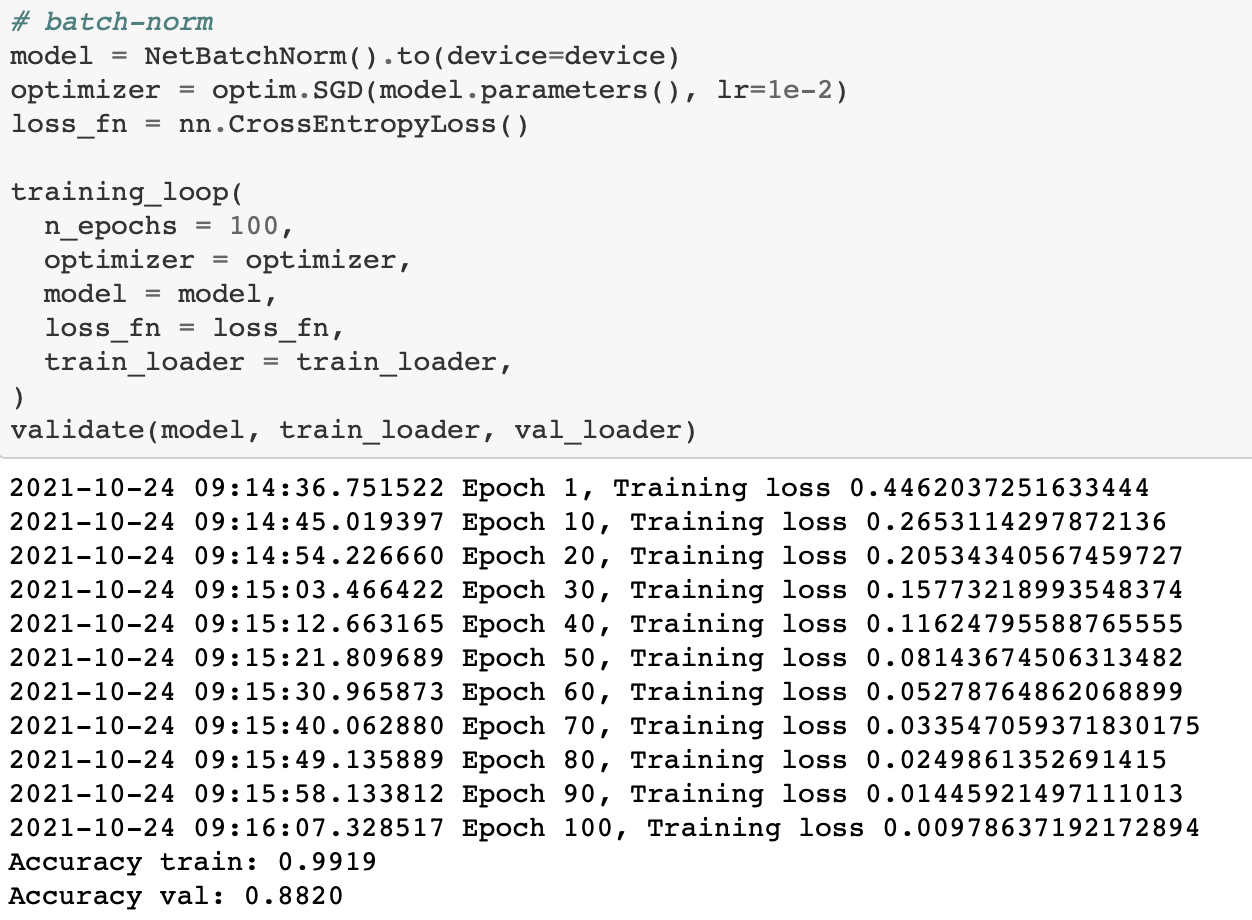 # batch-norm
model = NetBatchNorm().to(device=device)
optimizer = optim.SGD(model.parameters(), lr=1e-2)
loss_fn = nn.CrossEntropyLoss()

training_loop(
  n_epochs = 100,
  optimizer = optimizer,
  model = model,
  loss_fn = loss_fn,
  train_loader = train_loader,
)
validate(model, train_loader, val_loader)
2021-10-24 09:14:36.751522 Epoch 1, Training loss 0.4462037251633444
2021-10-24 09:14:45.019397 Epoch 10, Training loss 0.2653114297872136
2021-10-24 09:14:54.226660 Epoch 20, Training loss 0.20534340567459727
2021-10-24 09:15:03.466422 Epoch 30, Training loss 0.15773218993548374
2021-10-24 09:15:12.663165 Epoch 40, Training loss 0.11624795588765555
2021-10-24 09:15:21.809689 Epoch 50, Training loss 0.08143674506313482
2021-10-24 09:15:30.965873 Epoch 60, Training loss 0.05278764862068899
2021-10-24 09:15:40.062880 Epoch 70, Training loss 0.033547059371830175
2021-10-24 09:15:49.135889 Epoch 80, Training loss 0.0249861352691415
2021-10-24 09:15:58.133812 Epoch 90, Training loss 0.01445921497111013
2021-10-24 09:16:07.328517 Epoch 100, Training loss 0.00978637192172894
Accuracy train: 0.9919
Accuracy val: 0.8820